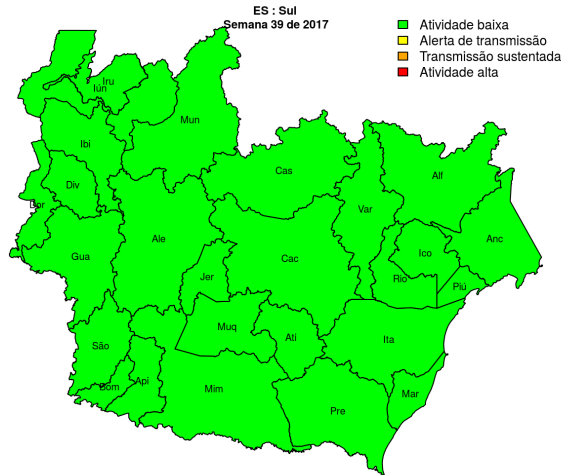 ES : Sul
Semana 39 de 2017
Atividade baixa
Alerta de transmissão
Transmissão sustentada
Atividade alta
Iru
Iún
Mun
Ibi
Cas
Alf
Div
Dor
Var
Ale
Anc
Ico
Gua
Cac
Jer
Rio
Piú
Muq
Ati
Ita
São
Api
Bom
Mim
Mar
Pre